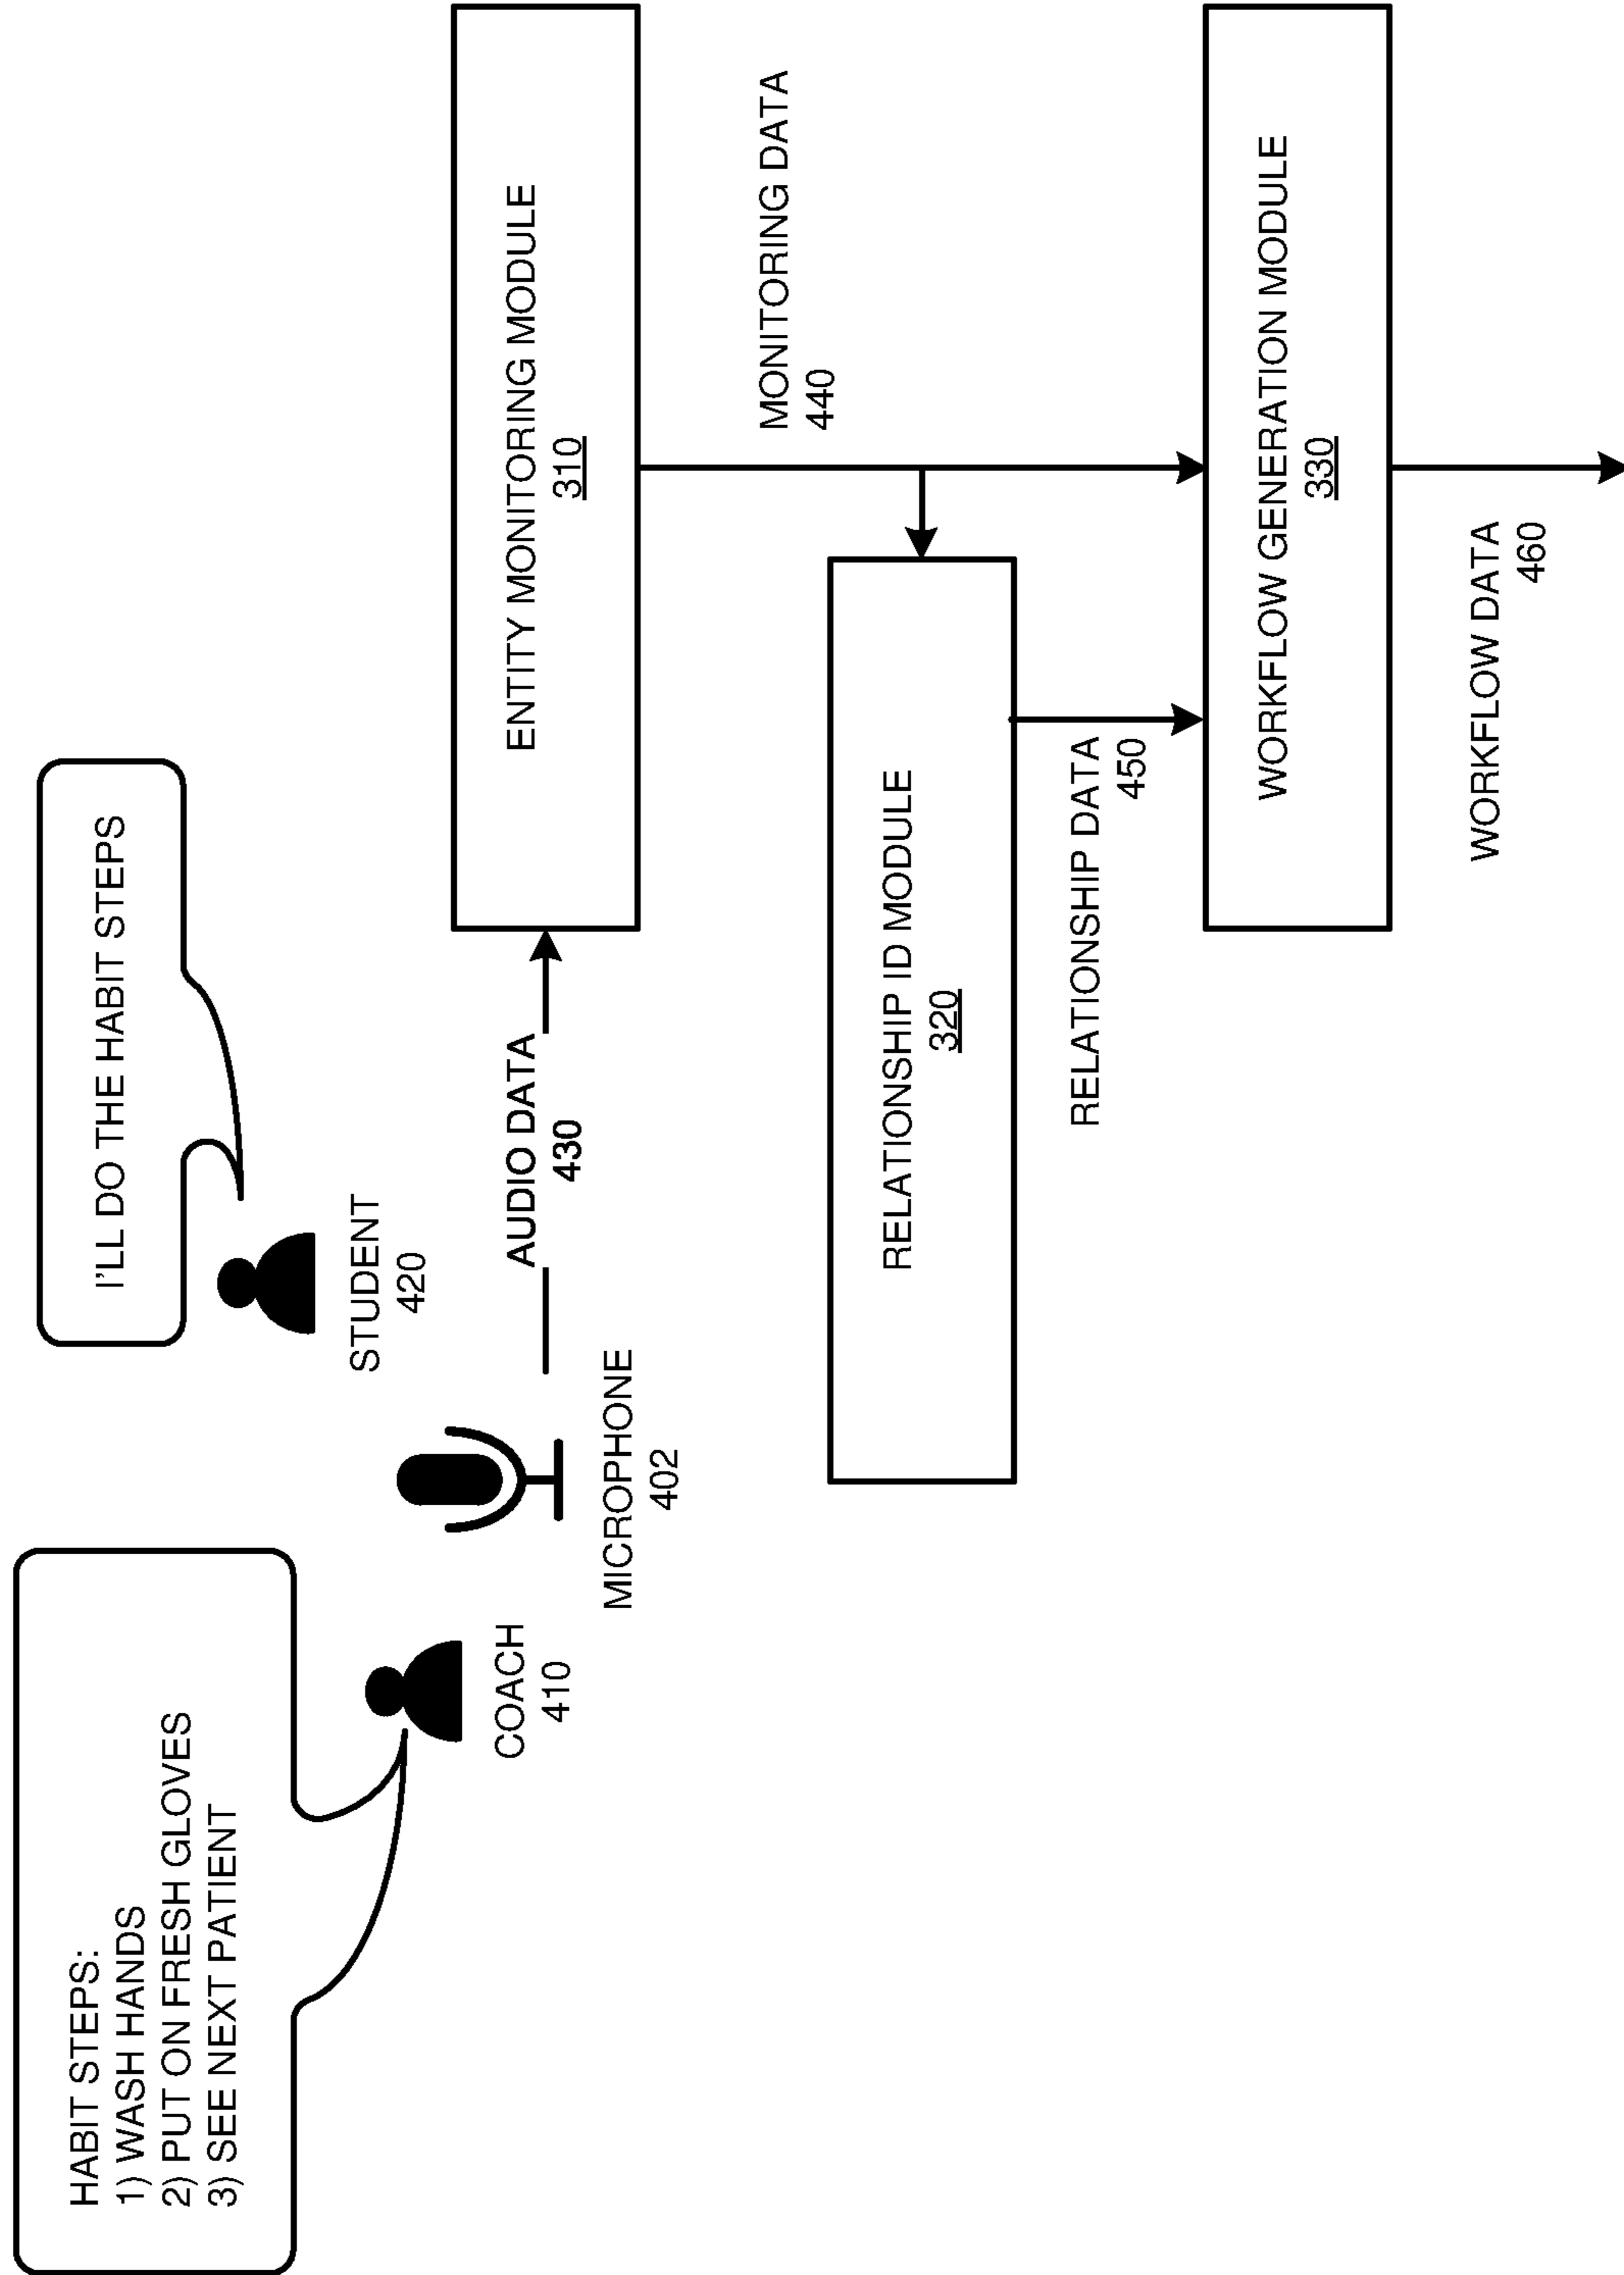 HABIT STEPS:
1) WASH HANDS
2) PUT ON FRESH GLOVES
3) SEE NEXT PATIENT
I'LL DO THE HABIT STEPS
COACH
410
STUDENT
420
MICROPHONE
402
AUDIO DATA
430
ENTITY MONITORING MODULE
310
MONITORING DATA
440
RELATIONSHIP ID MODULE
320
RELATIONSHIP DATA
450
WORKFLOW GENERATION MODULE
330
WORKFLOW DATA
460